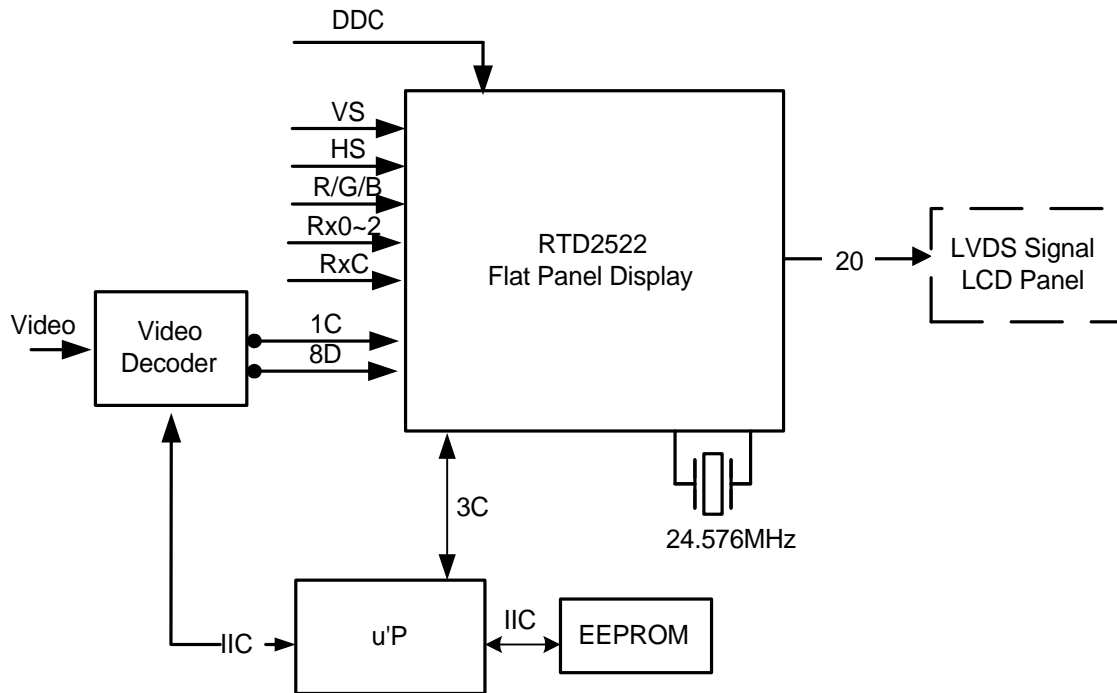 DDC
VS
HS
R/G/B
Rx0~2
RxC
RTD2522
Flat Panel Display
20
LVDS Signal
LCD Panel
Video
Video
Decoder
1C
8D
3C
24.576MHz
IIC
u'P
IIC
EEPROM